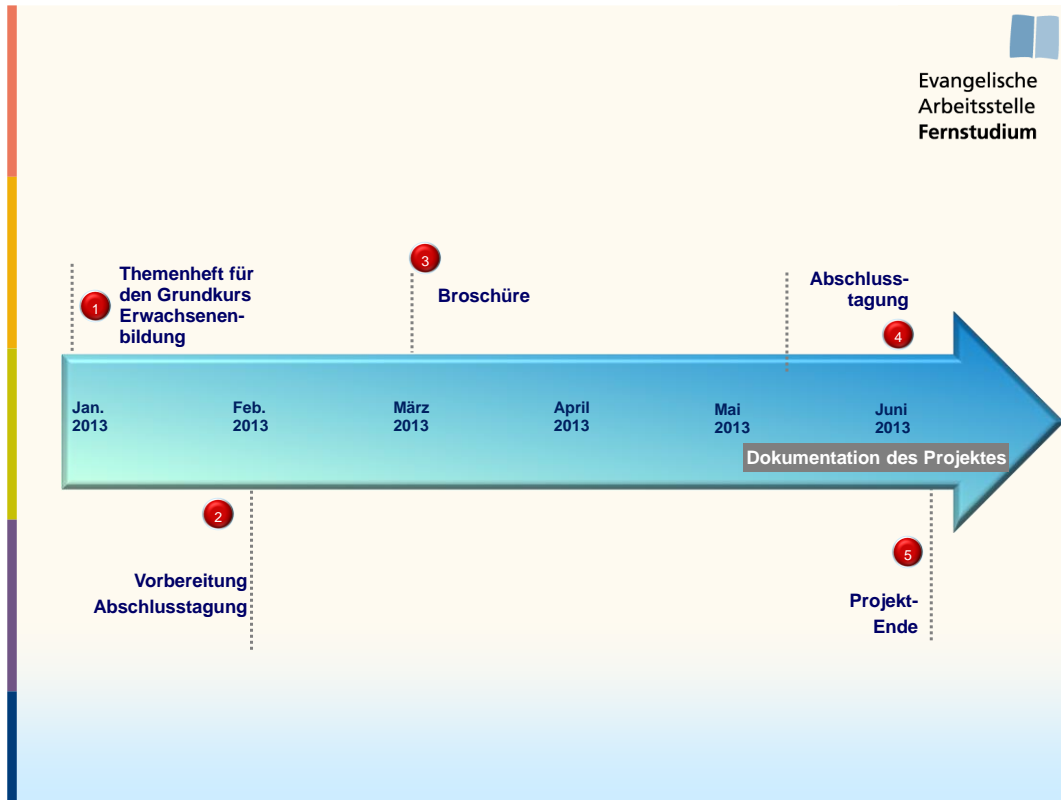 Evangelische
Arbeitsstelle
Fernstudium
1
Themenheft für
den Grundkurs
Erwachsenen-
bildung
3
Broschüre
Abschluss-
tagung
4
Jan.
2013
Feb.
2013
März
2013
April
2013
Mai
2013
Juni
2013
Dokumentation des Projektes
2
Vorbereitung
Abschlusstagung
5
Projekt-
Ende